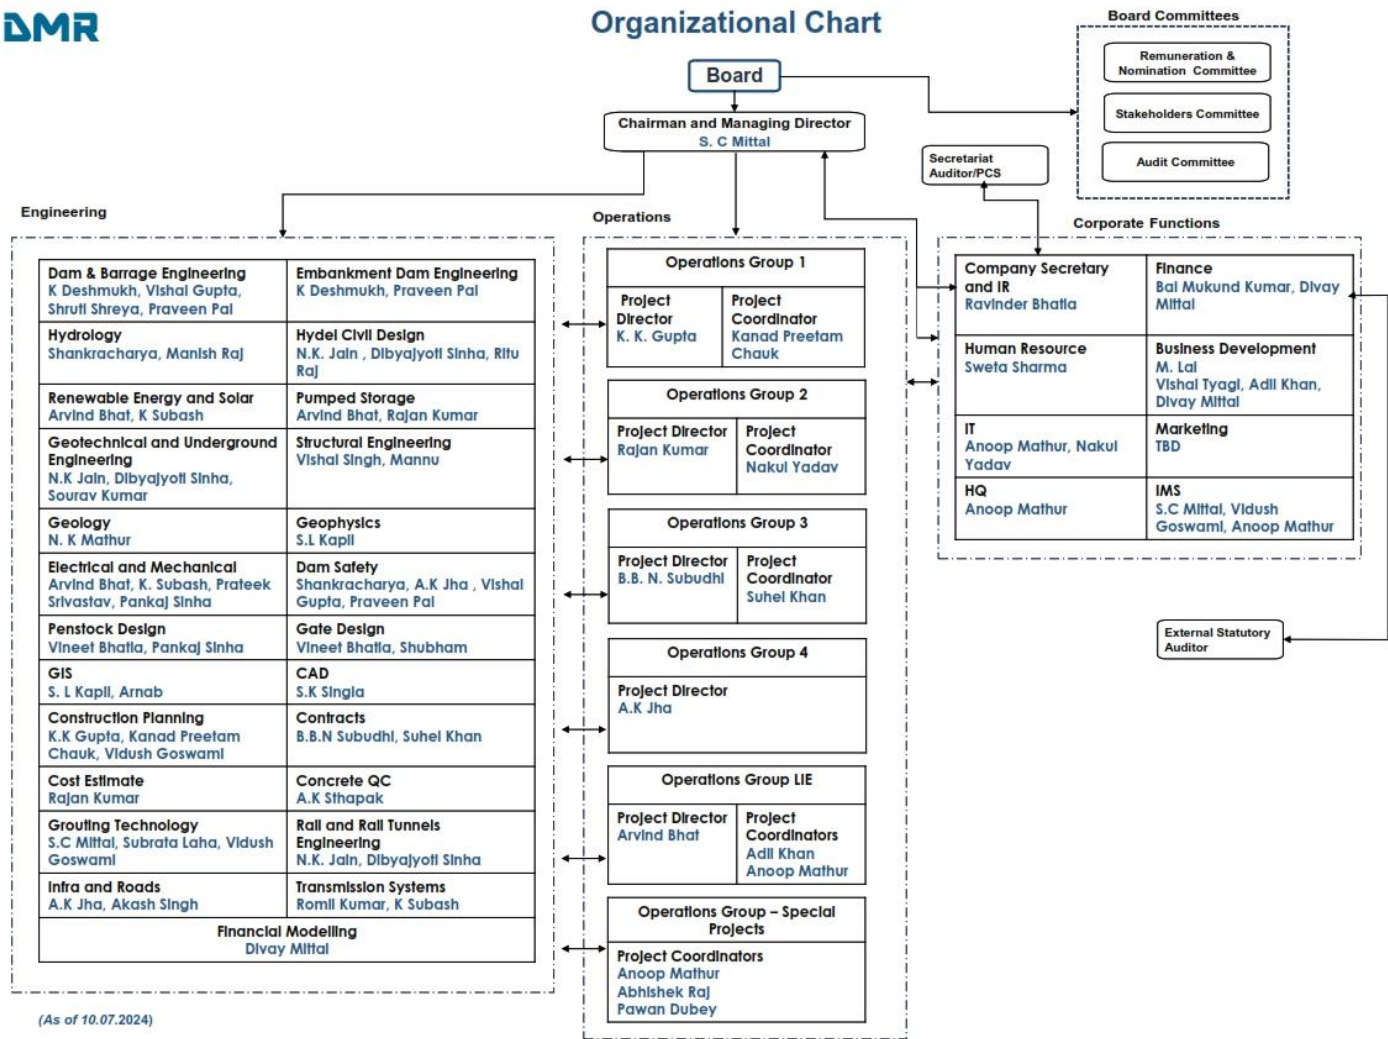 DMR
Organizational Chart
Board Committees
Remuneration &
Nomination Committee
Stakeholders Committee
Audit Committee
Board
Chairman and Managing Director
S. C Mittal
Secretariat
Auditor/PCS
Engineering
Dam & Barrage Engineering
K Deshmukh, Vishal Gupta,
Shruti Shreya, Praveen Pal
Embankment Dam Engineering
K Deshmukh, Praveen Pal
Hydrology
Shankracharya, Manish Raj
Hydel Civil Design
N.K. Jain , Dibyajyoti Sinha, Ritu
Raj
Renewable Energy and Solar
Arvind Bhat, K Subash
Pumped Storage
Arvind Bhat, Rajan Kumar
Geotechnical and Underground
Engineering
N.K Jain, Dibyajyoti Sinha,
Sourav Kumar
Structural Engineering
Vishal Singh, Mannu
Geology
N. K Mathur
Geophysics
S.L Kapil
Electrical and Mechanical
Arvind Bhat, K. Subash, Prateek
Srivastav, Pankaj Sinha
Dam Safety
Shankracharya, A.K Jha , Vishal
Gupta, Praveen Pal
Penstock Design
Vineet Bhatia, Pankaj Sinha
Gate Design
Vineet Bhatia, Shubham
GIS
S. L Kapil, Arnab
CAD
S.K Singla
Construction Planning
K.K Gupta, Kanad Preetam
Chauk, Vidush Goswami
Contracts
B.B.N Subudhi, Suhel Khan
Cost Estimate
Rajan Kumar
Concrete QC
A.K Sthapak
Grouting Technology
S.C Mittal, Subrata Laha, Vidush
Goswami
Rail and Rail Tunnels
Engineering
N.K. Jain, Dibyajyoti Sinha
Infra and Roads
A.K Jha, Akash Singh
Transmission Systems
Romil Kumar, K Subash
Financial Modelling
Divay Mittal
(As of 10.07.2024)
Operations
Operations Group 1
Project
Director
K. K. Gupta
Project
Coordinator
Kanad Preetam
Chauk
Operations Group 2
Project Director
Rajan Kumar
Project
Coordinator
Nakul Yadav
Operations Group 3
Project Director
B.B. N. Subudhi
Project
Coordinator
Suhel Khan
Operations Group 4
Project Director
A.K Jha
Operations Group LIE
Project Director
Arvind Bhat
Project
Coordinators
Adil Khan
Anoop Mathur
Operations Group – Special
Projects
Project Coordinators
Anoop Mathur
Abhishek Raj
Pawan Dubey
Corporate Functions
Company Secretary
and IR
Ravinder Bhatia
Finance
Bal Mukund Kumar, Divay
Mittal
Human Resource
Sweta Sharma
Business Development
M. Lal
Vishal Tyagi, Adil Khan,
Divay Mittal
IT
Anoop Mathur, Nakul
Yadav
Marketing
TBD
HQ
Anoop Mathur
IMS
S.C Mittal, Vidush
Goswami, Anoop Mathur
External Statutory
Auditor